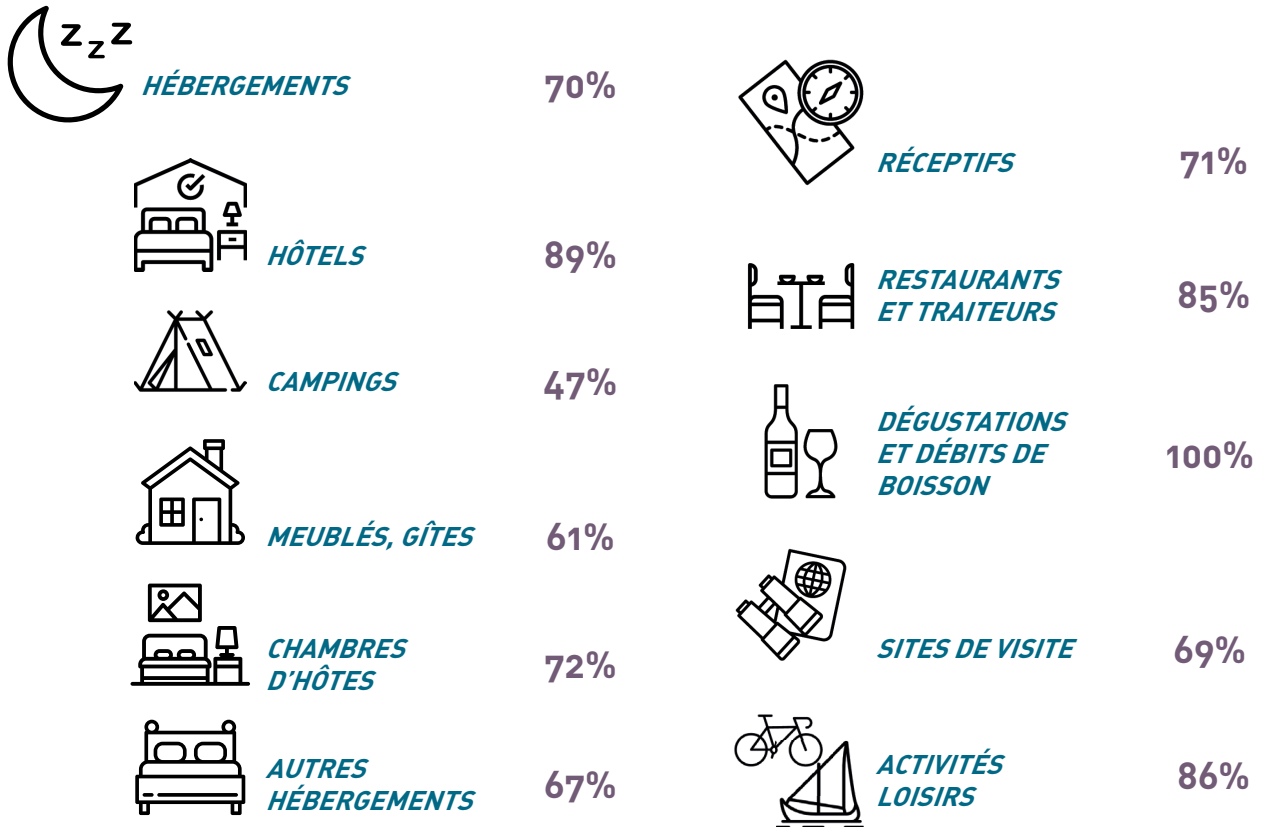 zzz
HÉBERGEMENTS 70%
HÔTELS 89%
CAMPINGS 47%
MEUBLÉS, GÎTES 61%
CHAMBRES
D'HÔTES 72%
AUTRES
HÉBERGEMENTS 67%
RÉCEPTIFS 71%
RESTAURANTS
ET TRAITEURS 85%
DÉGUSTATIONS
ET DÉBITS DE
BOISSON 100%
SITES DE VISITE 69%
ACTIVITÉS
LOISIRS 86%